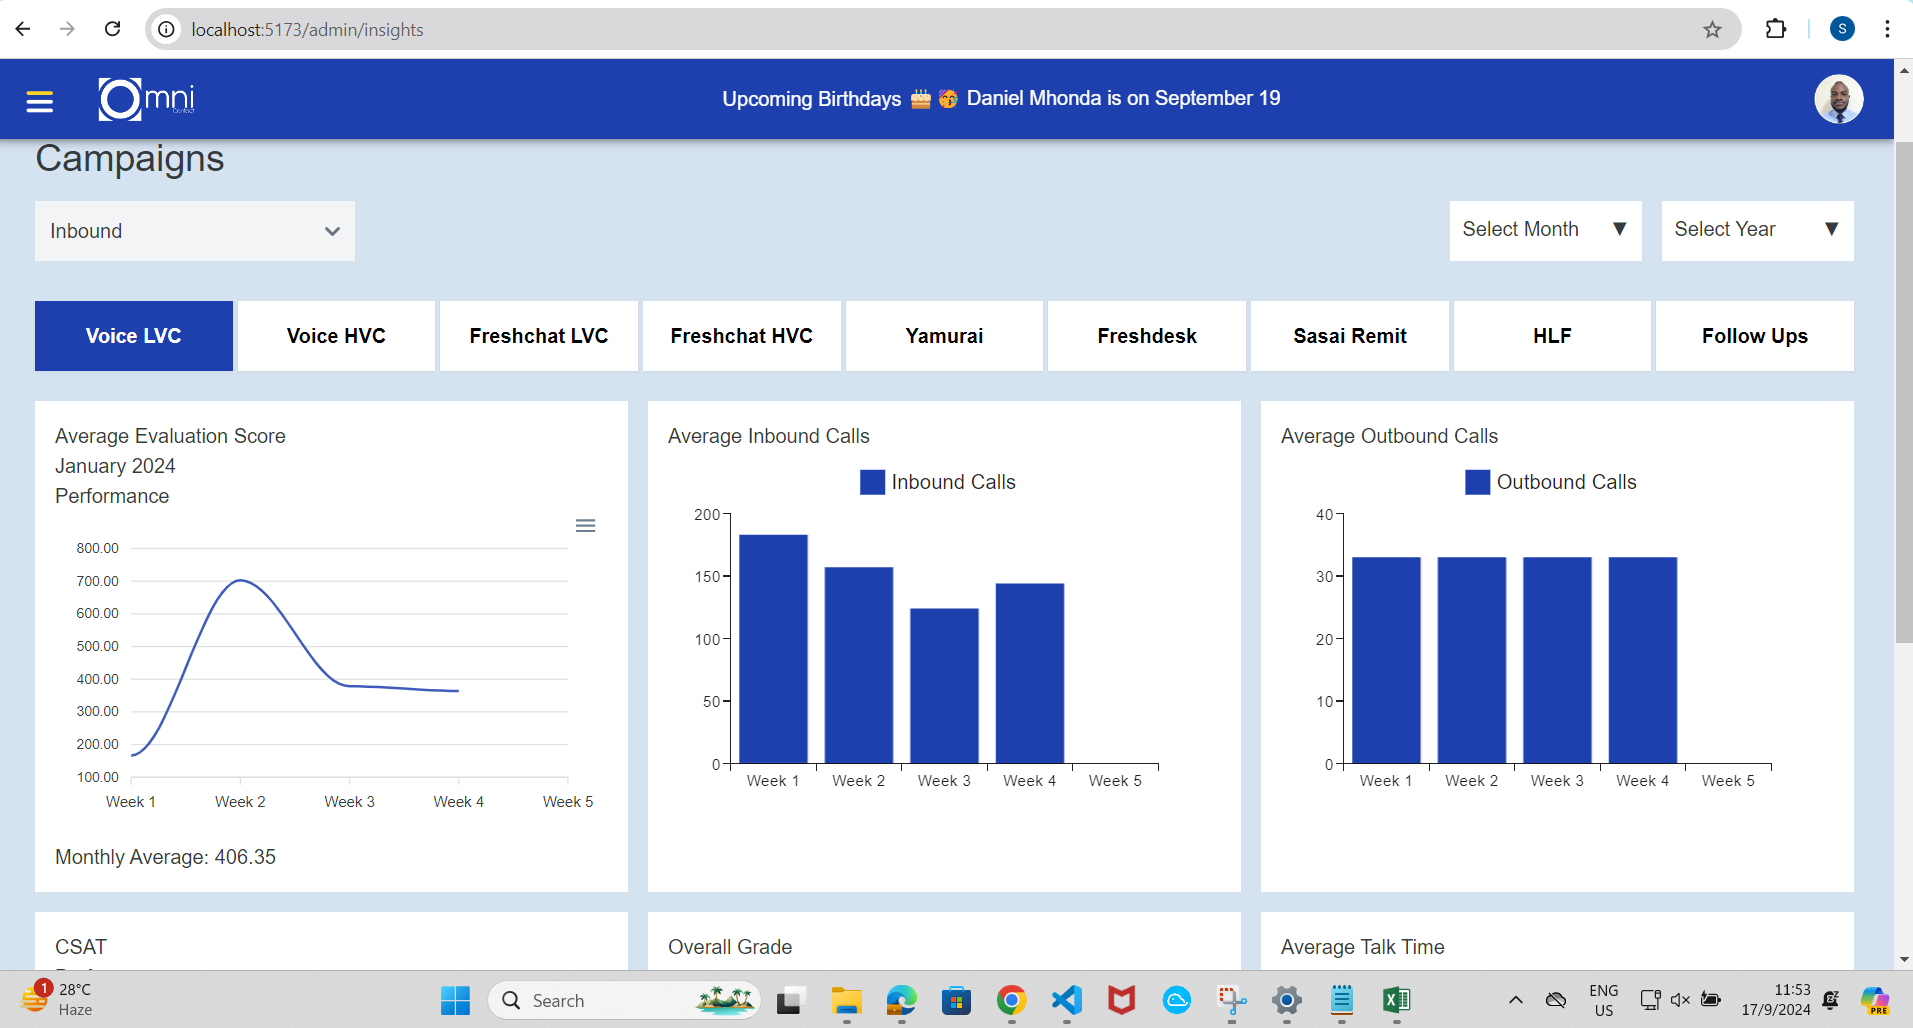 localhost:5173/admin/insights
S
Omni
Contact
Upcoming Birthdays 🎂 🥳 Daniel Mhonda is on September 19
Campaigns
Inbound
Select Month ▼
Select Year ▼
Voice LVC
Voice HVC
Freshchat LVC
Freshchat HVC
Yamurai
Freshdesk
Sasai Remit
HLF
Follow Ups
Average Evaluation Score
January 2024
Performance
800.00
700.00
600.00
500.00
400.00
300.00
200.00
100.00
Week 1 Week 2 Week 3 Week 4 Week 5
Monthly Average: 406.35
Average Inbound Calls
Inbound Calls
200
150
100
50
0
Week 1 Week 2 Week 3 Week 4 Week 5
Average Outbound Calls
Outbound Calls
40
30
20
10
0
Week 1 Week 2 Week 3 Week 4 Week 5
CSAT
Overall Grade
Average Talk Time
1
28°C
Haze
Search
ENG
US
11:53
17/9/2024
PRE